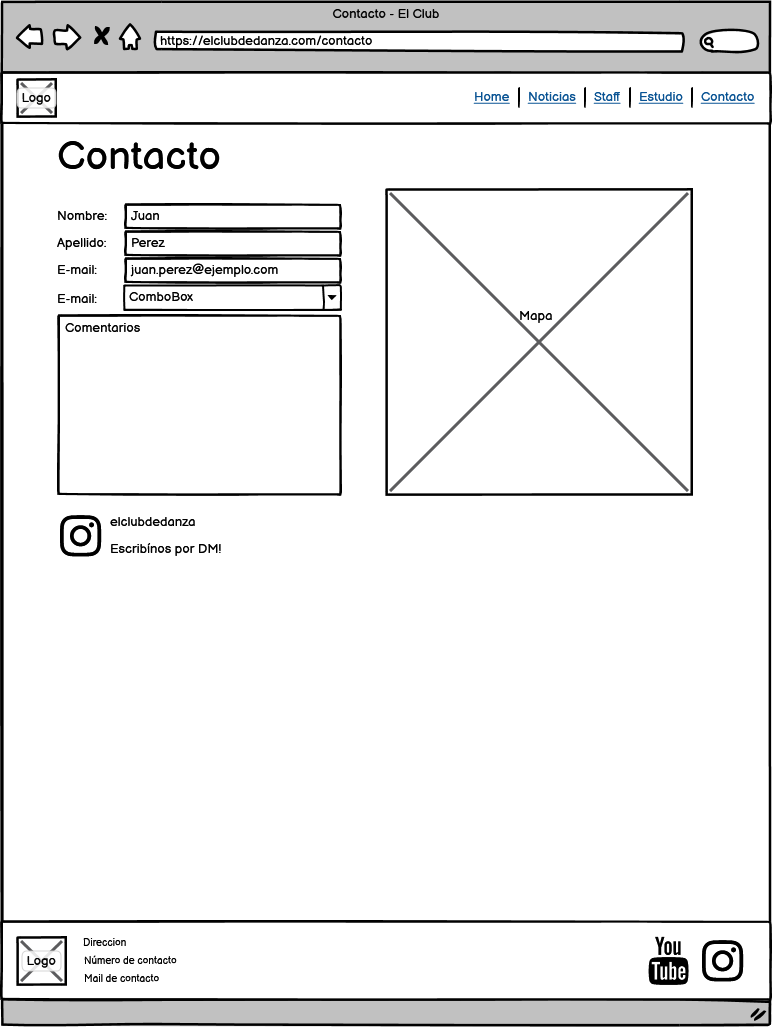 Contacto - El Club
https://elclubdedanza.com/contacto
Logo
Home Noticias Staff Estudio Contacto
Contacto
Nombre: Juan
Apellido: Perez
E-mail: juan.perez@ejemplo.com
E-mail: ComboBox
Comentarios
Mapa
elclubdedanza
Escribínos por DM!
Logo
Direccion
Número de contacto
Mail de contacto
You
Tube